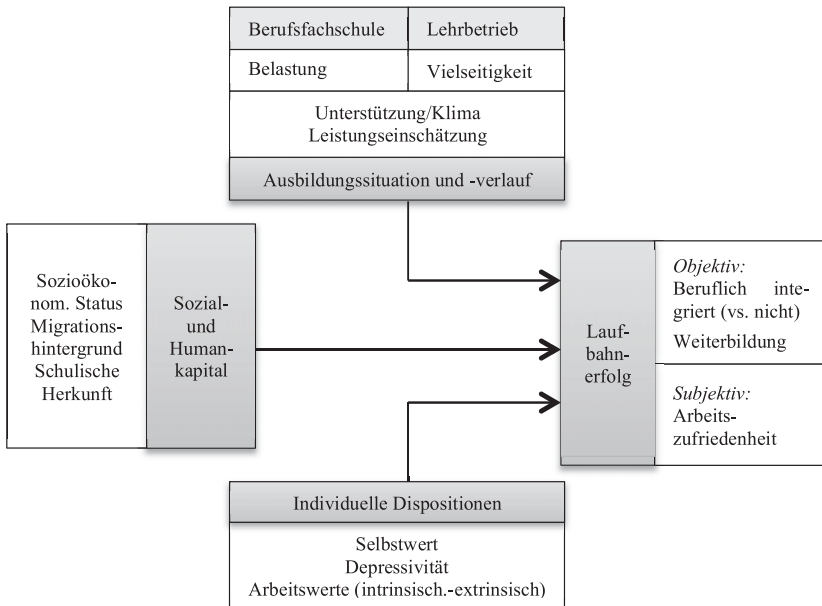 Berufsfachschule Lehrbetrieb
Belastung Vielseitigkeit
Unterstützung/Klima
Leistungseinschätzung
Ausbildungssituation und -verlauf
Sozioöko-
nom. Status
Migrations-
hintergrund
Schulische
Herkunft
Sozial-
und
Human-
kapital
Lauf-
bahn-
erfolg
Objektiv:
Beruflich inte-
griert (vs. nicht)
Weiterbildung
Subjektiv:
Arbeits-
zufriedenheit
Individuelle Dispositionen
Selbstwert
Depressivität
Arbeitswerte (intrinsisch.-extrinsisch)